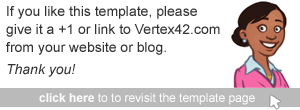 If you like this template, please
give it a +1 or link to Vertex42.com
from your website or blog.
Thank you!
click here to to revisit the template page